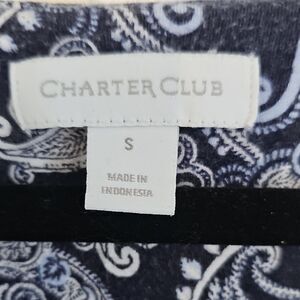 CHARTER CLUB
S
MADE IN
INDONESIA